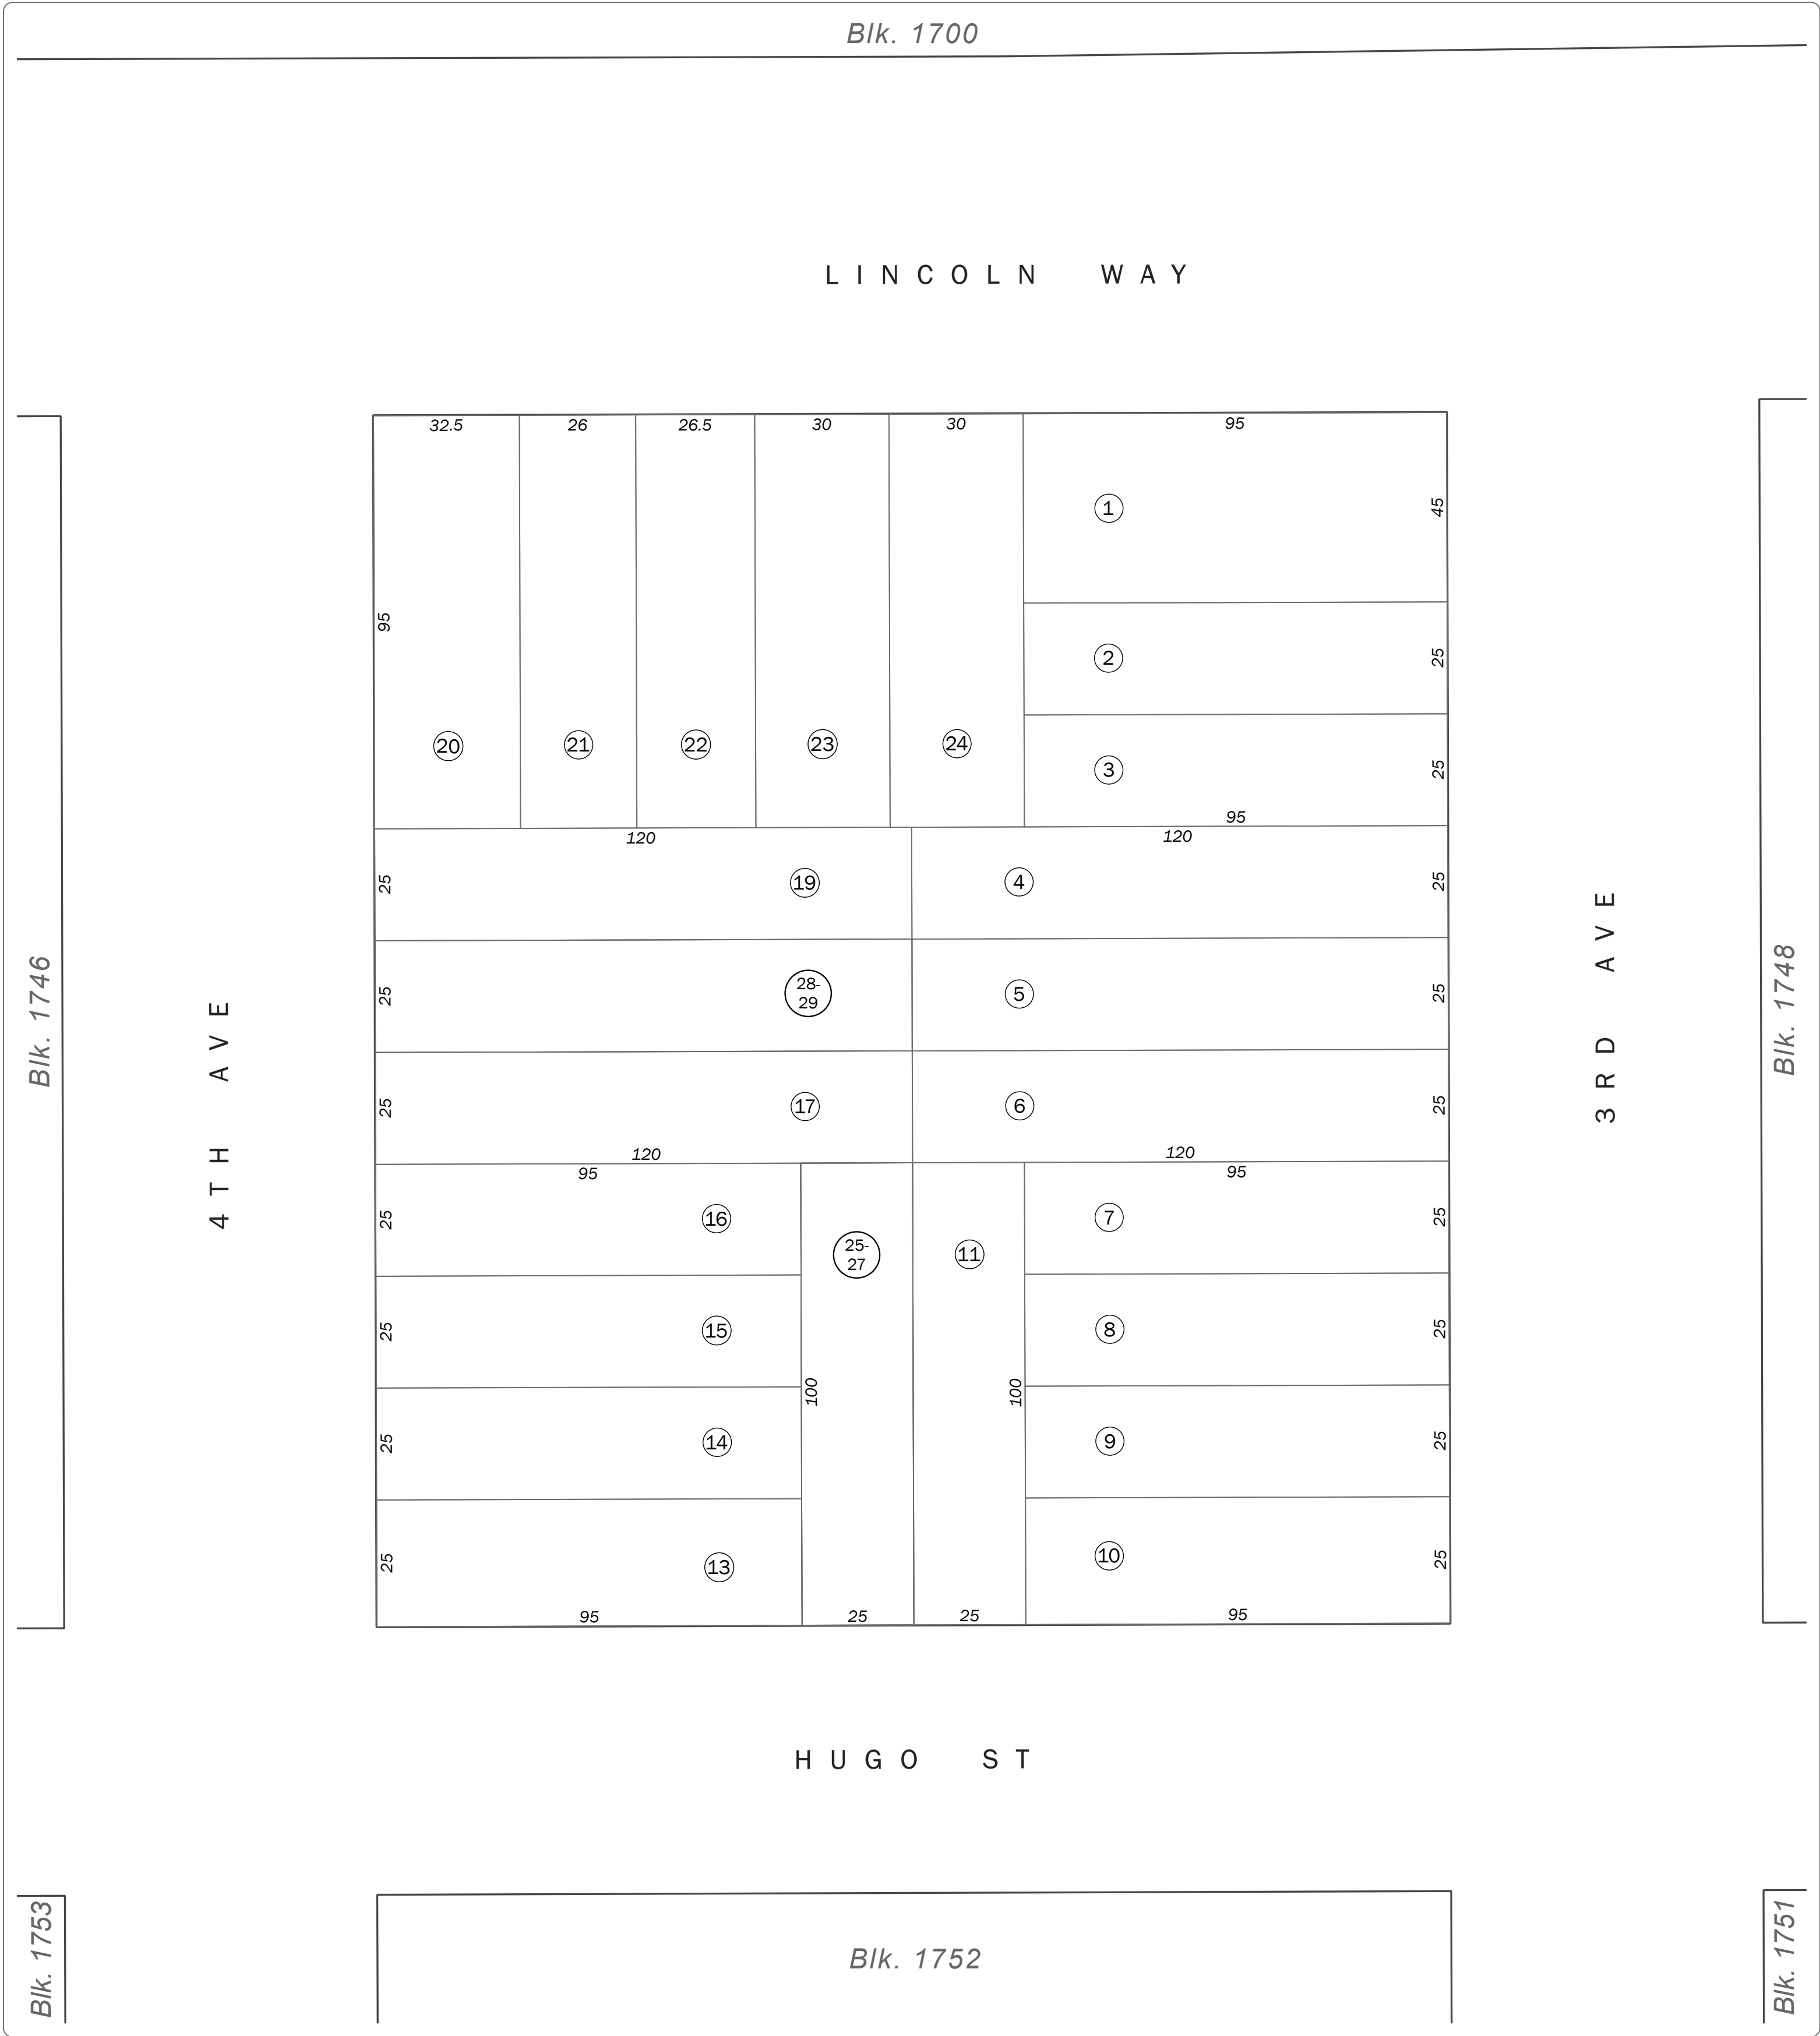 Blk. 1700
LINCOLN WAY
32.5 26 26.5 30 30 95
1
45
95
2
25
20 21 22 23 24
3
25
95
120 120
25 19 4 25
25 28-
29 5 25
25 17 6 25
120 120
95 95
25 16 7 25
25-
27
11
25 15 8 25
100 100
25 14 9 25
25 13 10 25
95 25 25 95
Blk. 1746
4TH AVE
3RD AVE
Blk. 1748
HUGO ST
Blk. 1753
Blk. 1752
Blk. 1751